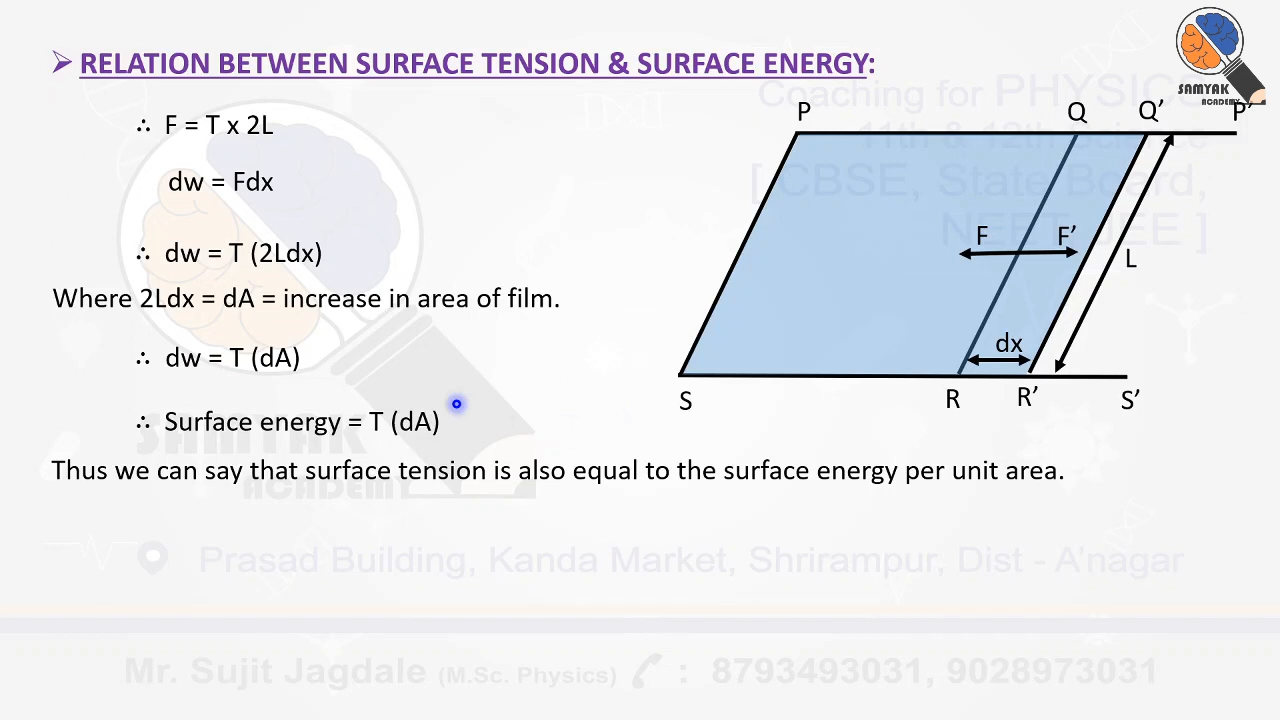 ➢ RELATION BETWEEN SURFACE TENSION & SURFACE ENERGY:
SAMYAK
ACADEMY
Coaching for PHYSICS
11th & 12th Science
[ CBSE, State Board,
NEET, JEE ]
∴ F = T x 2L
dw = Fdx
∴ dw = T (2Ldx)
Where 2Ldx = dA = increase in area of film.
∴ dw = T (dA)
∴ Surface energy = T (dA)
Thus we can say that surface tension is also equal to the surface energy per unit area.
P Q Q’ P’
F F’
L
dx
S R R’ S’
SAMYAK
ACADEMY
Prasad Building, Kanda Market, Shrirampur, Dist - A’nagar
Mr. Sujit Jagdale (M.Sc. Physics) : 8793493031, 9028973031